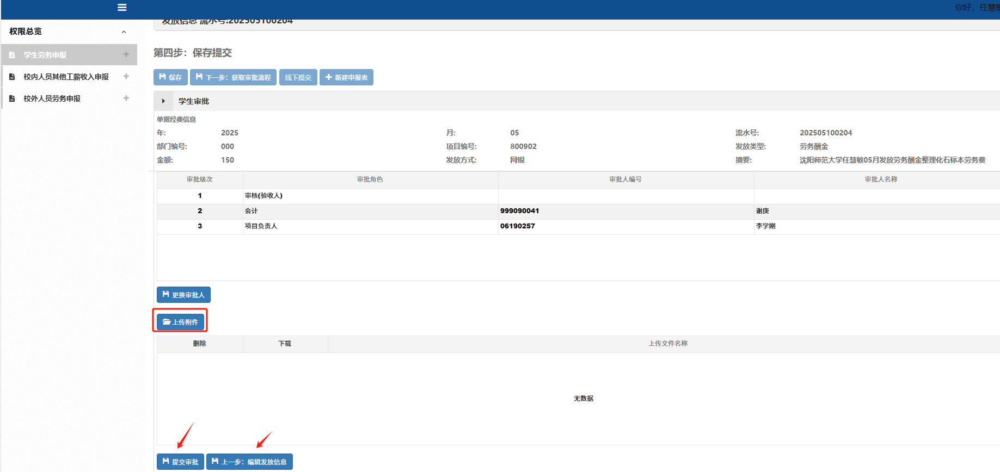 你好，任慧敏
权限总览
学生劳务申报
校内人员其他工薪收入申报
校外人员劳务申报
发放信息 流水号:202505100204
第四步：保存提交
保存 下一步：获取审批流程 线下提交 新建申报表
学生审批
单据经费信息
年: 2025 月: 05 流水号: 202505100204
部门编号: 000 项目编号: 800902 发放类型: 劳务酬金
金额: 150 发放方式: 网银 摘要: 沈阳师范大学任慧敏05月发放劳务酬金整理化石标本劳务费
审批级次 审批角色 审批人编号 审批人名称
1 审核(验收人)
2 会计 999090041 谢庚
3 项目负责人 06190257 李学刚
更换审批人
上传附件
删除 下载 上传文件名称
无数据
提交审批 上一步：编辑发放信息